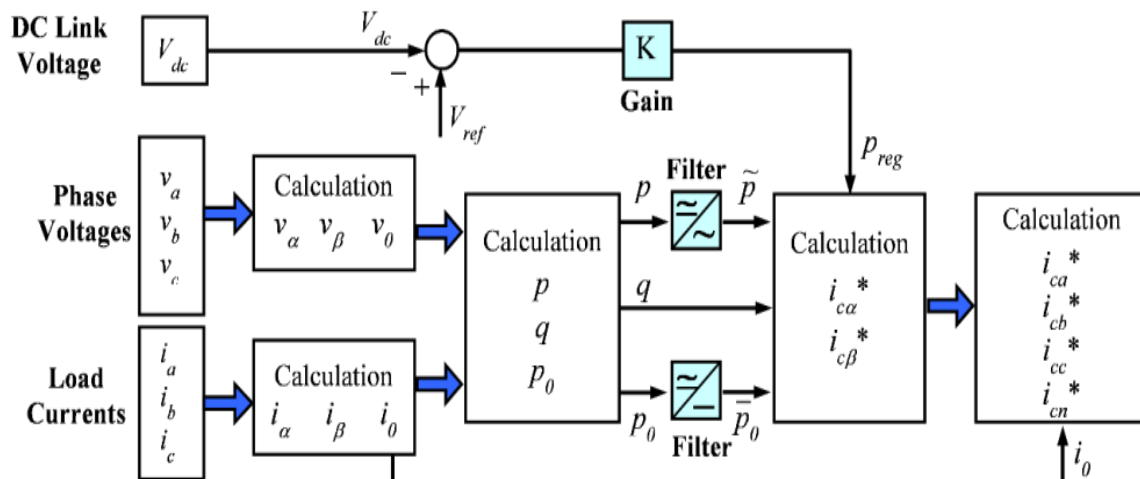 DC Link
Voltage
V_dc
V_dc
−
+
V_ref
K
Gain
p_reg
Phase
Voltages
v_a
v_b
v_c
Calculation
v_α v_β v_0
Load
Currents
i_a
i_b
i_c
Calculation
i_α i_β i_0
Calculation
p
q
p_0
p
Filter
p̃
q
p_0
Filter
p̄_0
Calculation
i_cα*
i_cβ*
Calculation
i_ca*
i_cb*
i_cc*
i_cn*
i_0